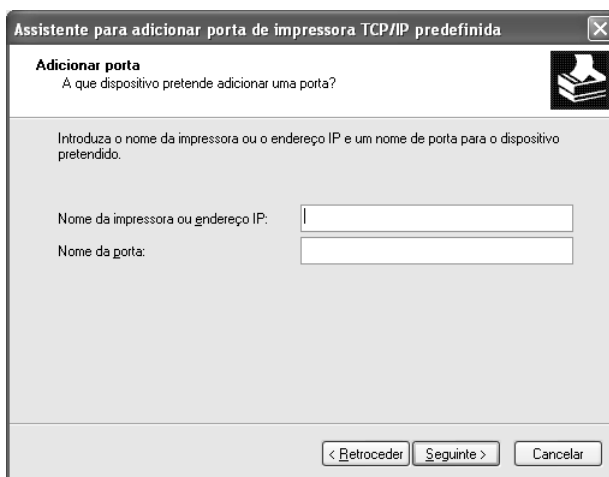 Assistente para adicionar porta de impressora TCP/IP predefinida
Adicionar porta
A que dispositivo pretende adicionar uma porta?
Introduza o nome da impressora ou o endereço IP e um nome de porta para o dispositivo
pretendido.
Nome da impressora ou endereço IP:
Nome da porta:
< Retroceder Seguinte > Cancelar